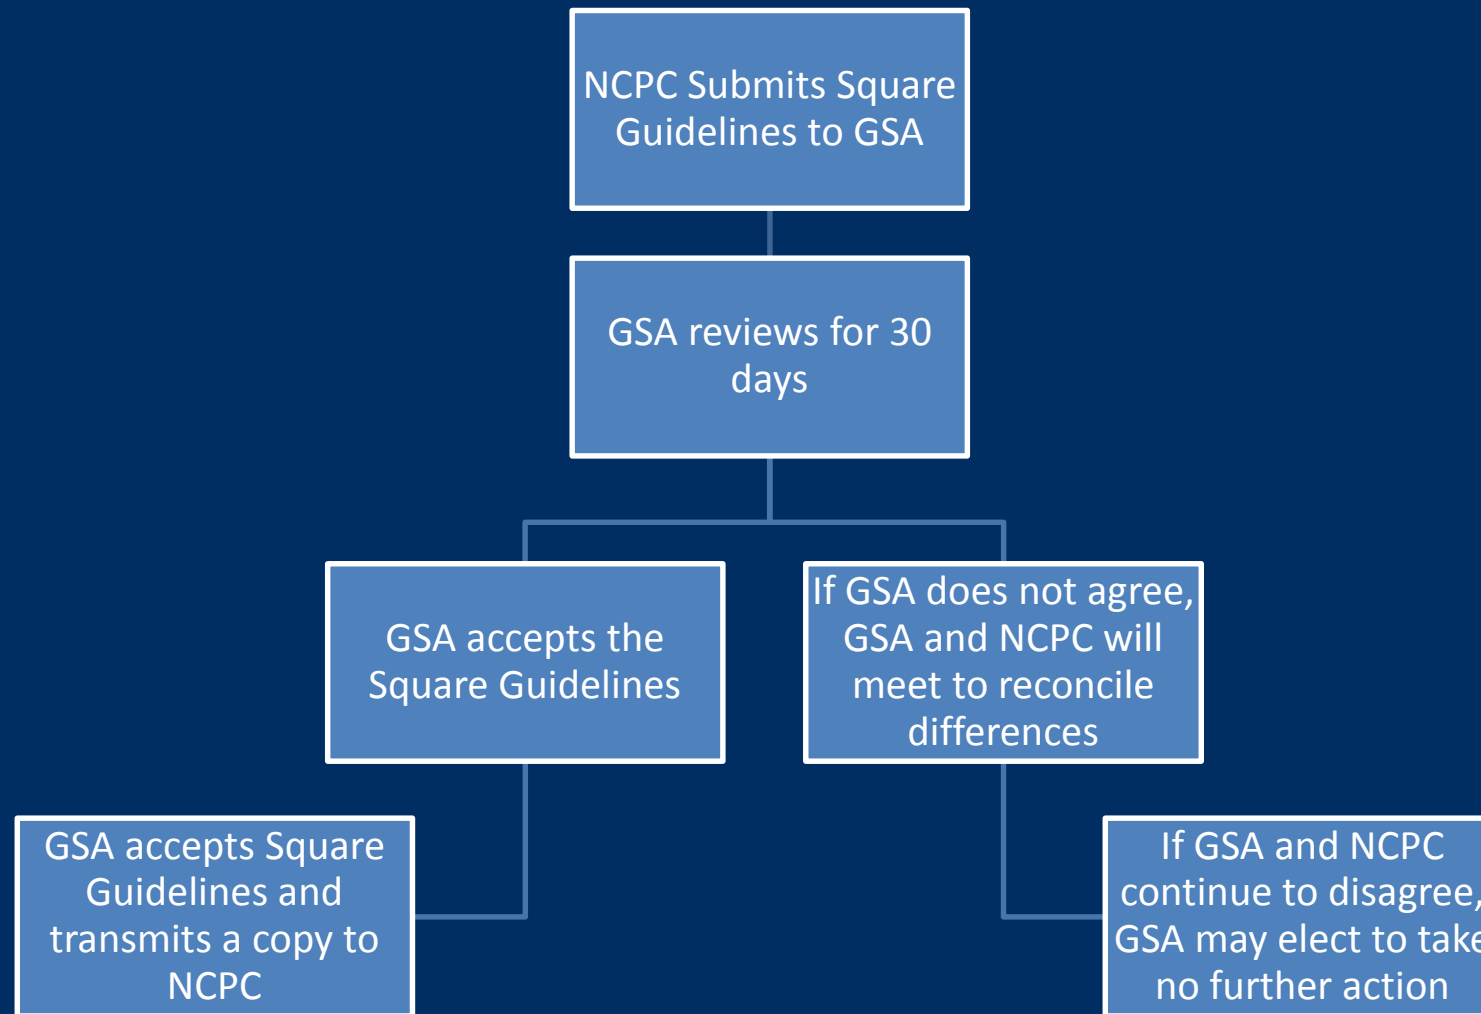 NCPC Submits Square
Guidelines to GSA
GSA reviews for 30
days
GSA accepts the
Square Guidelines
If GSA does not agree,
GSA and NCPC will
meet to reconcile
differences
GSA accepts Square
Guidelines and
transmits a copy to
NCPC
If GSA and NCPC
continue to disagree,
GSA may elect to take
no further action